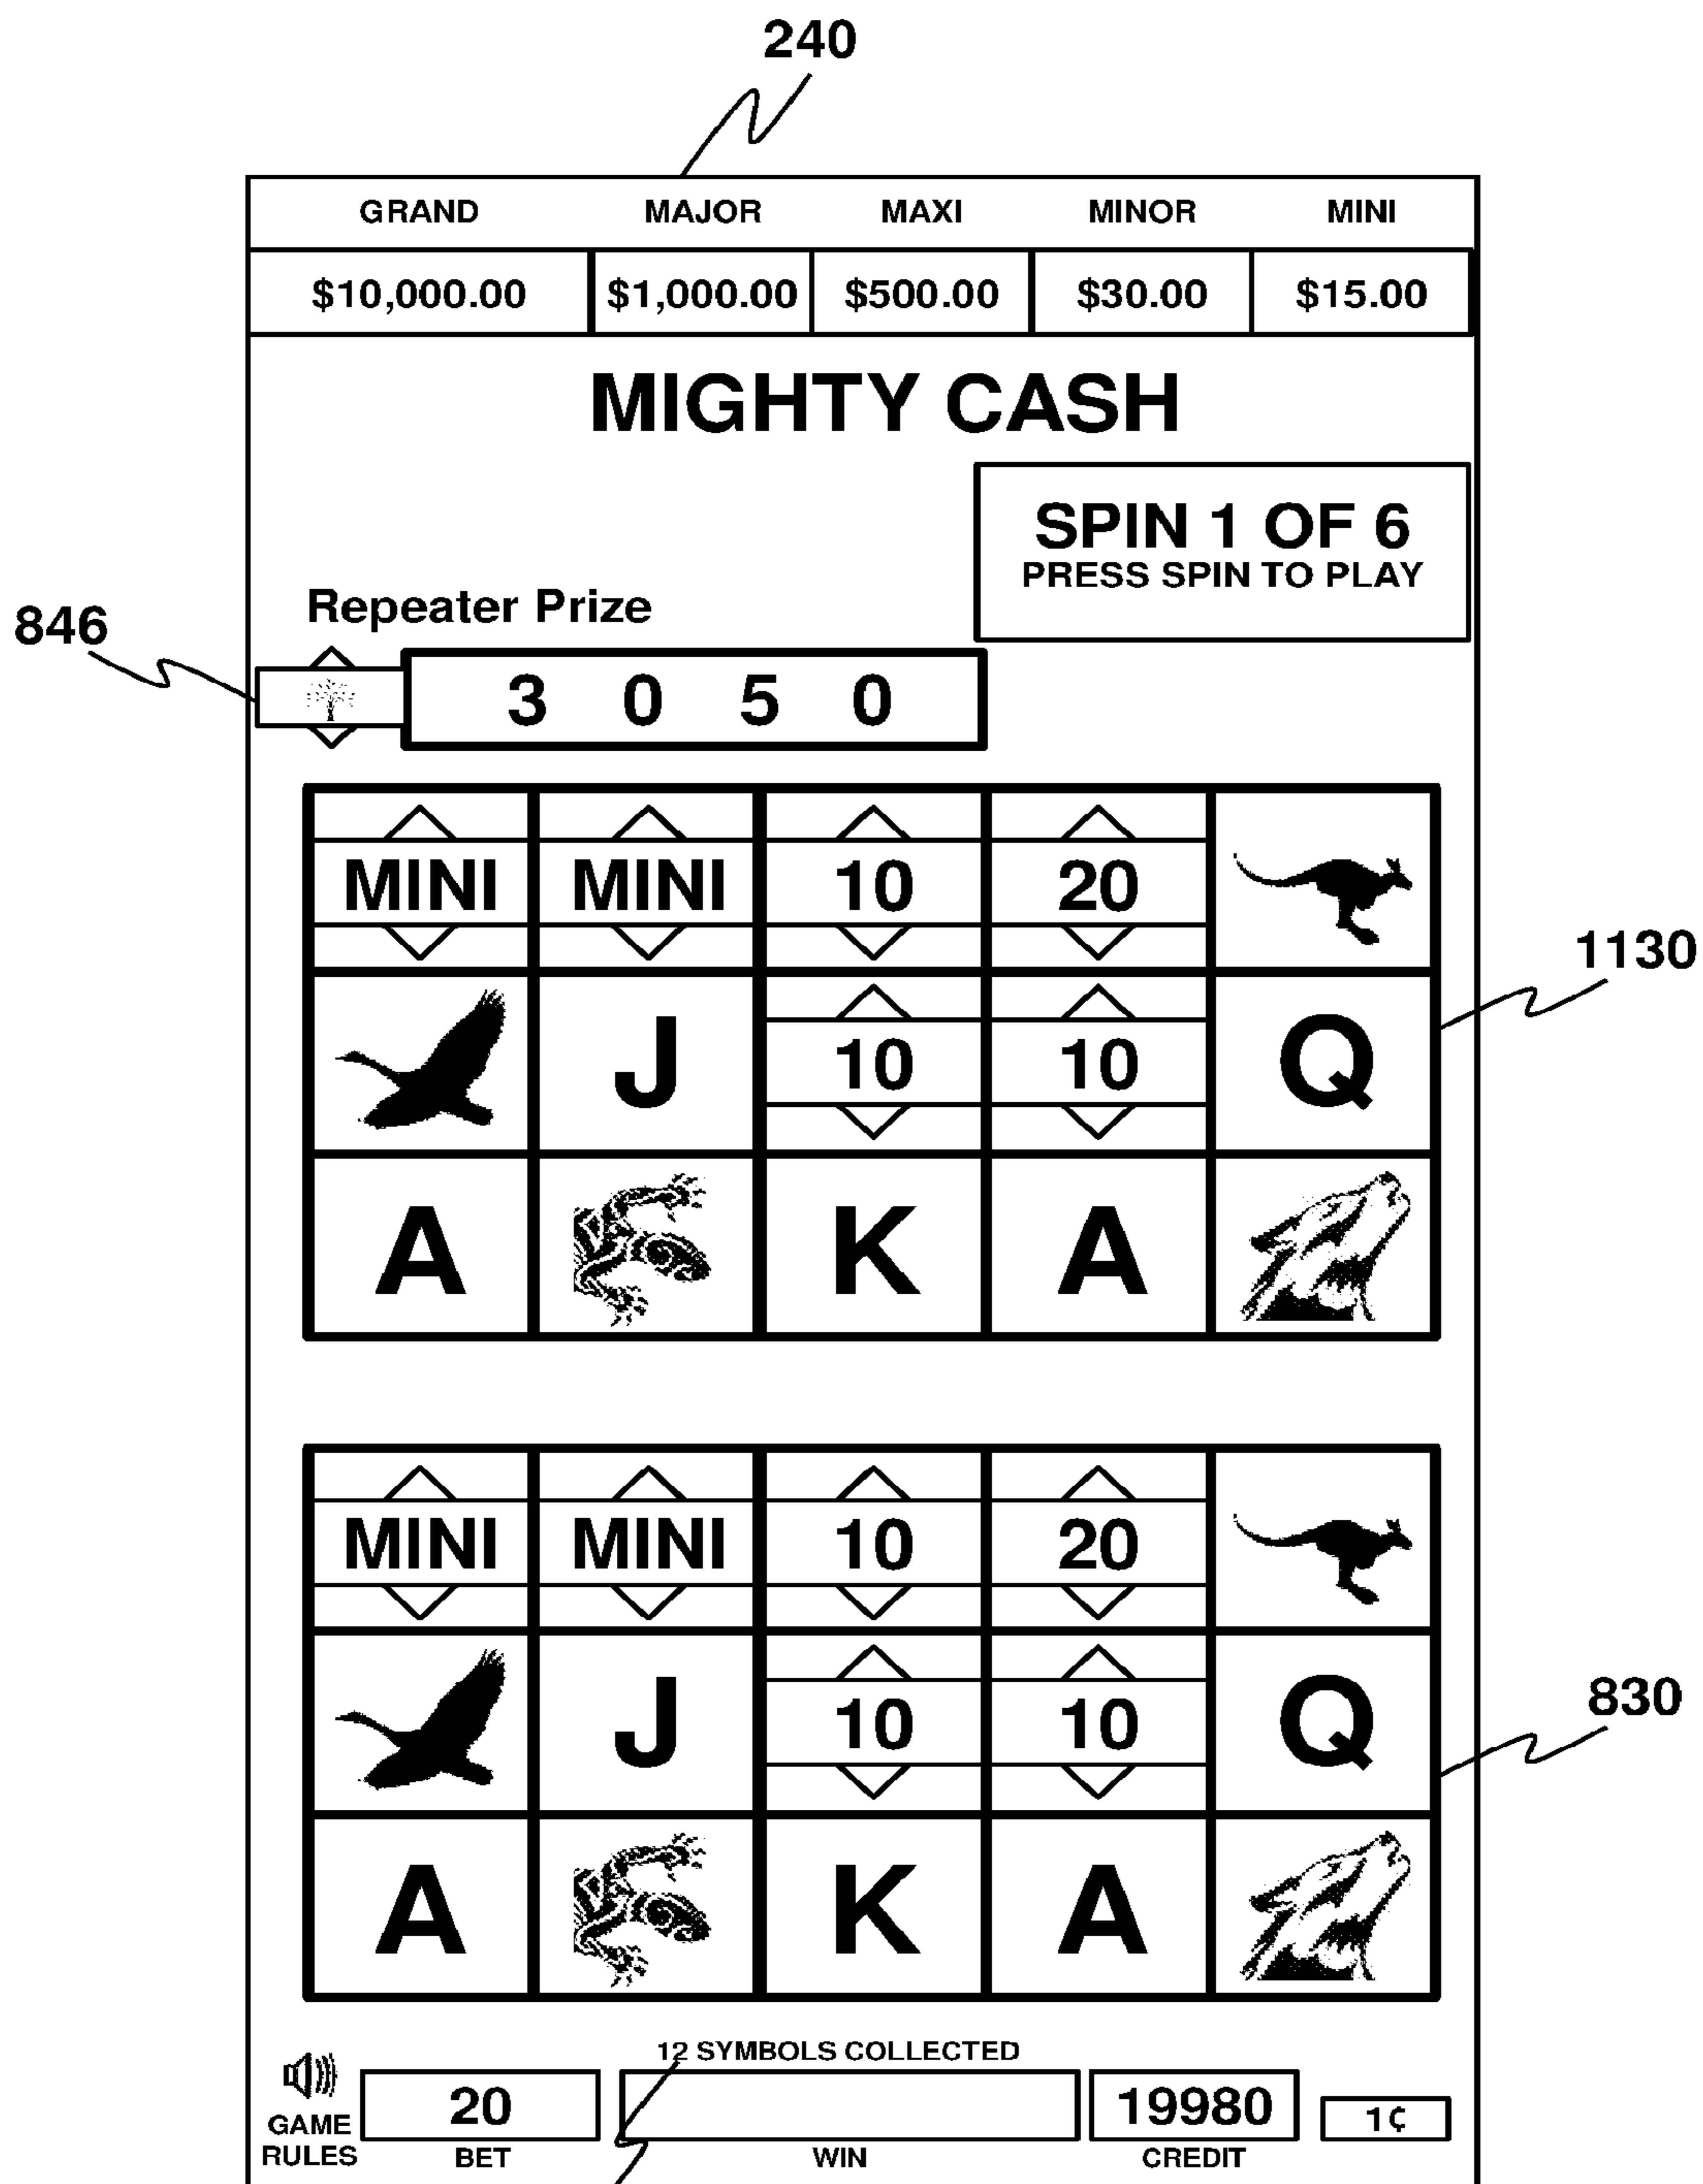 240
GRAND MAJOR MAXI MINOR MINI
$10,000.00 $1,000.00 $500.00 $30.00 $15.00
MIGHTY CASH
SPIN 1 OF 6
PRESS SPIN TO PLAY
Repeater Prize
846
3 0 5 0
MINI MINI 10 20
1130
J 10 10 Q
A K A
MINI MINI 10 20
830
J 10 10 Q
A K A
12 SYMBOLS COLLECTED
20 19980 1¢
GAME RULES BET WIN CREDIT